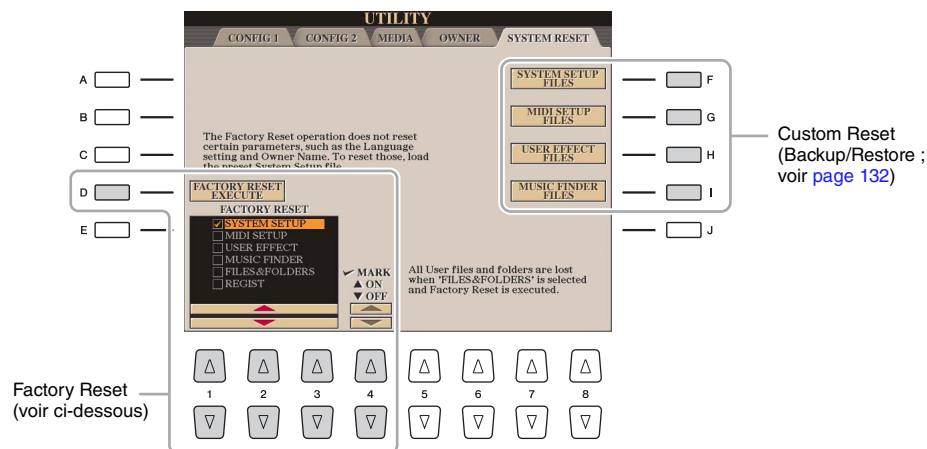 UTILITY
CONFIG 1 CONFIG 2 MEDIA OWNER SYSTEM RESET
A
B
C
D
E
SYSTEM SETUP
FILES
MIDI SETUP
FILES
USER EFFECT
FILES
MUSIC FINDER
FILES
F
G
H
I
J
Custom Reset
(Backup/Restore ;
voir page 132)
The Factory Reset operation does not reset
certain parameters, such as the Language
setting and Owner Name. To reset those, load
the preset System Setup file.
FACTORY RESET
EXECUTE
FACTORY RESET
SYSTEM SETUP
MIDI SETUP
USER EFFECT
MUSIC FINDER
FILES&FOLDERS
REGIST
MARK
▲ ON
▼ OFF
All User files and folders are lost
when 'FILES&FOLDERS' is selected
and Factory Reset is executed.
Factory Reset
(voir ci-dessous)
1 2 3 4 5 6 7 8